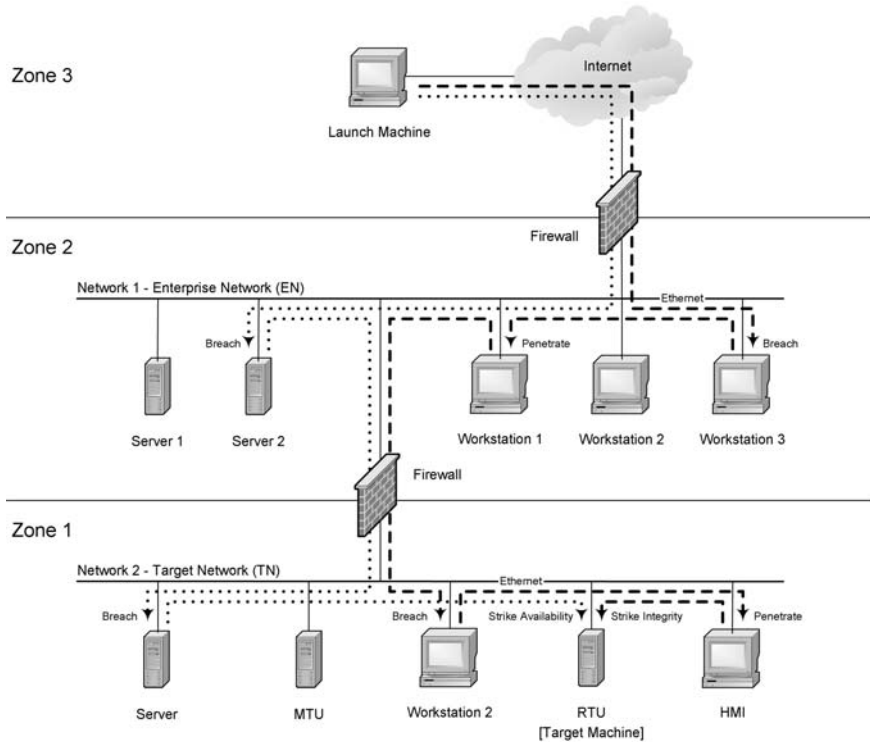 Zone 3
Internet
Launch Machine
Firewall
Zone 2
Network 1 - Enterprise Network (EN)
Ethernet
Breach
Penetrate
Breach
Server 1
Server 2
Workstation 1
Workstation 2
Workstation 3
Firewall
Zone 1
Network 2 - Target Network (TN)
Ethernet
Breach
Breach
Strike Availability
Strike Integrity
Penetrate
Server
MTU
Workstation 2
RTU
[Target Machine]
HMI